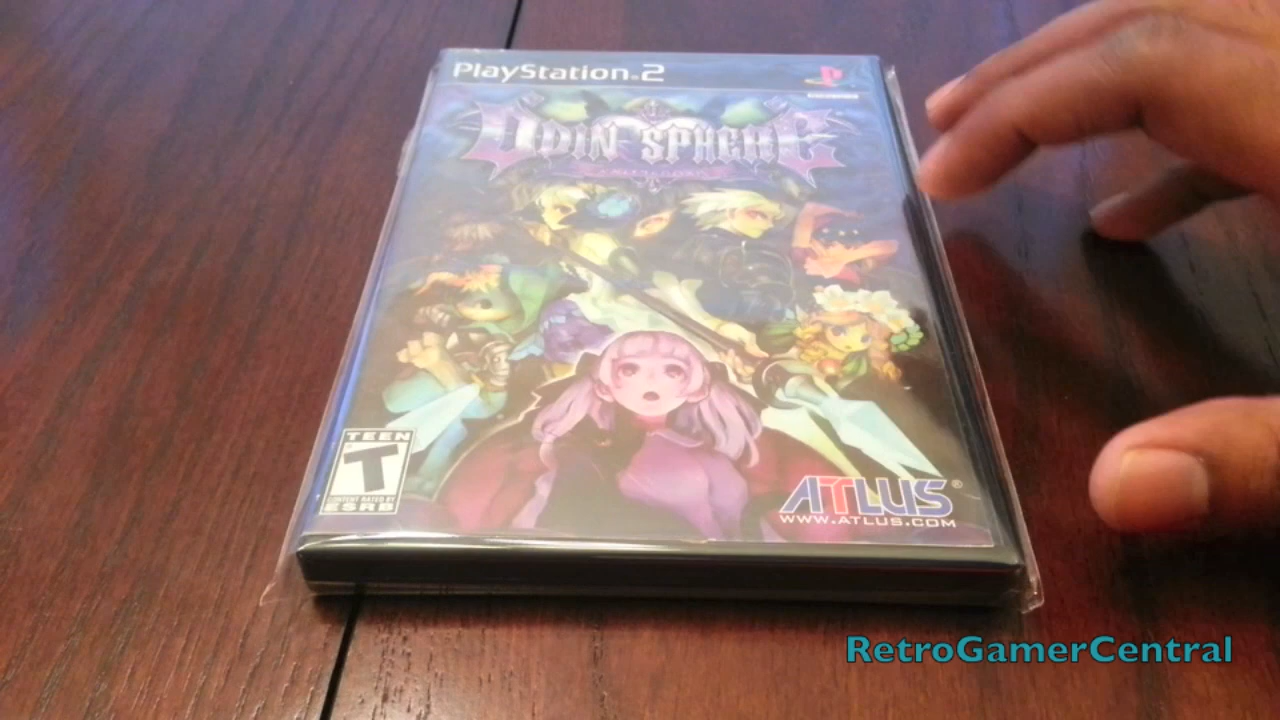 PlayStation®2
ODIN SPHERE
TEEN
T
CONTENT RATED BY
ESRB
ATLUS®
WWW.ATLUS.COM
RetroGamerCentral